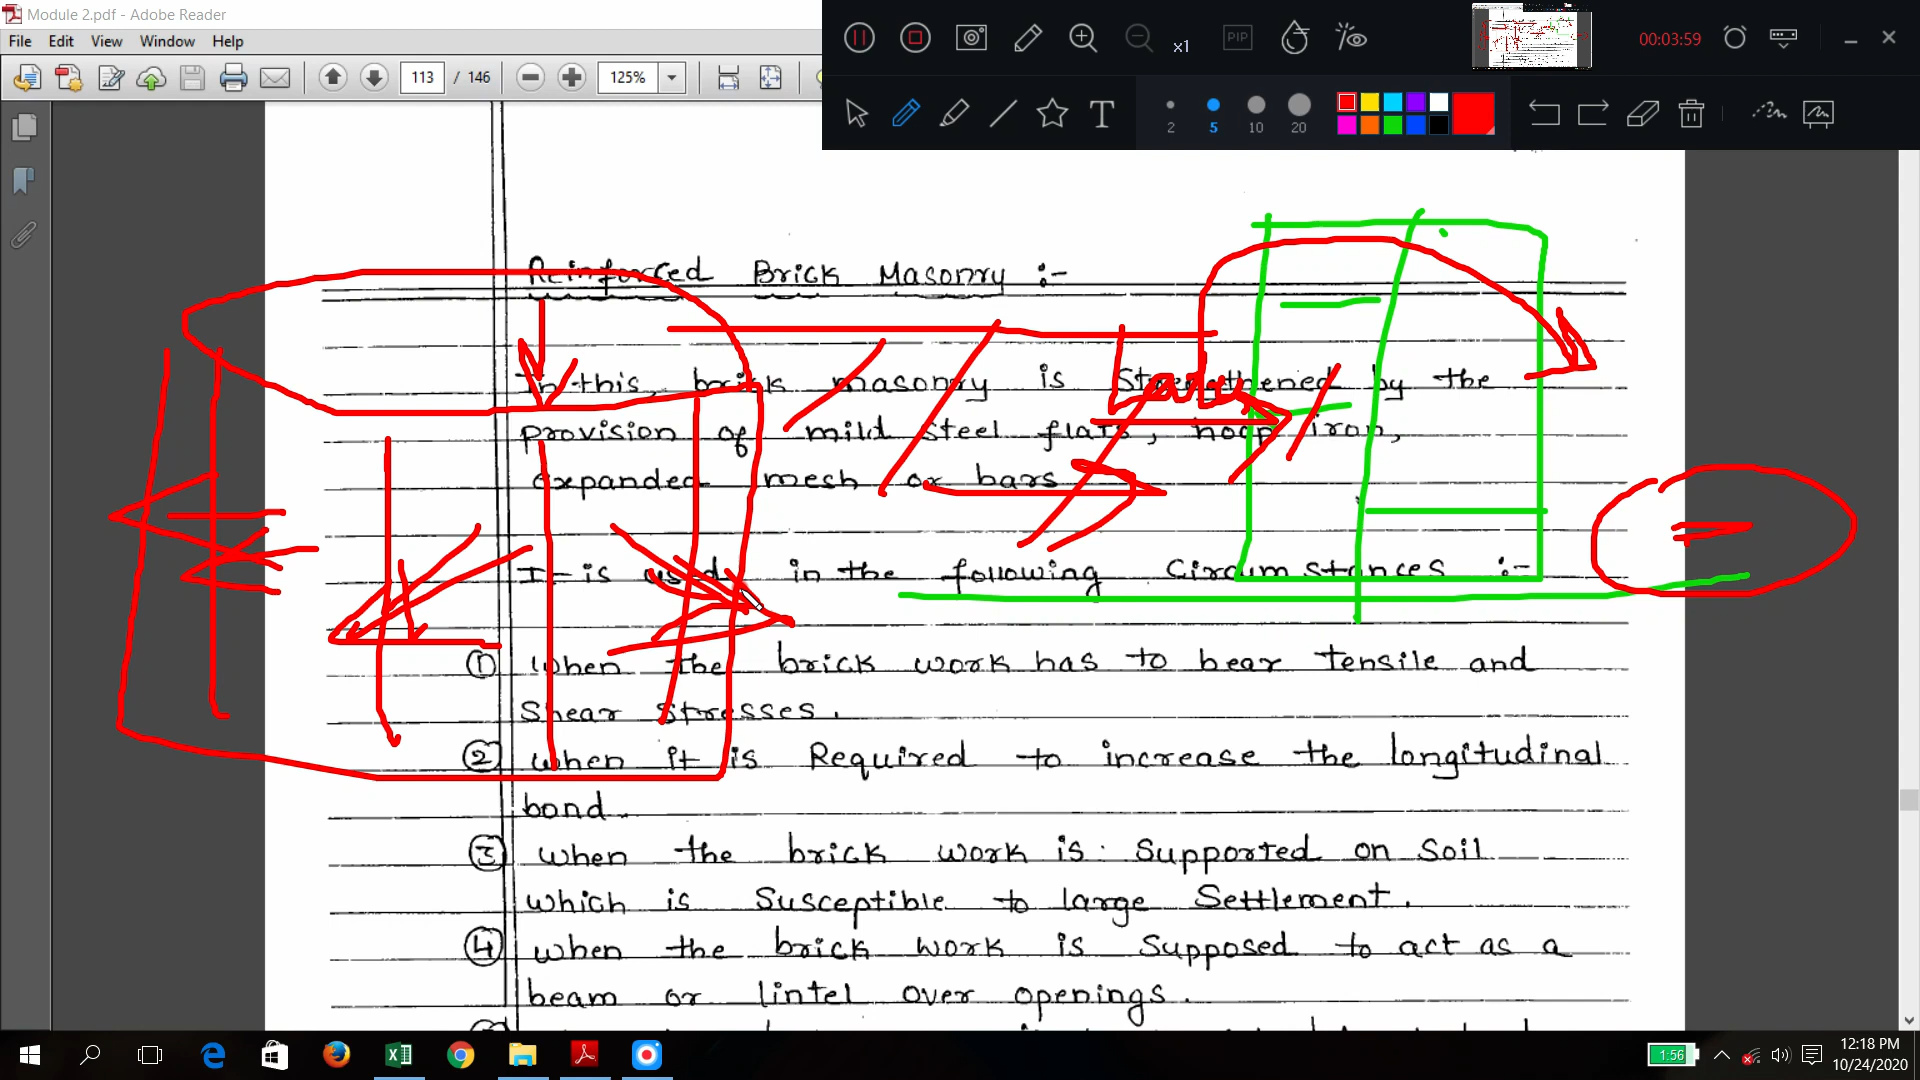 Module 2.pdf - Adobe Reader
File Edit View Window Help
113 / 146 125%
x1 PIP 00:03:59
2 5 10 20
Reinforced Brick Masonry :-
In this, brick masonry is Strengthened by the
provision of mild steel flats, hoop iron,
expanded mesh or bars
It is used in the following Circumstances :-
① When the brick work has to bear tensile and
Shear Stresses.
② When it is Required to increase the longitudinal
bond.
③ When the brick work is Supported on Soil
which is Susceptible to large Settlement.
④ When the brick work is Supposed to act as a
beam or lintel over openings.
1:56
12:18 PM
10/24/2020